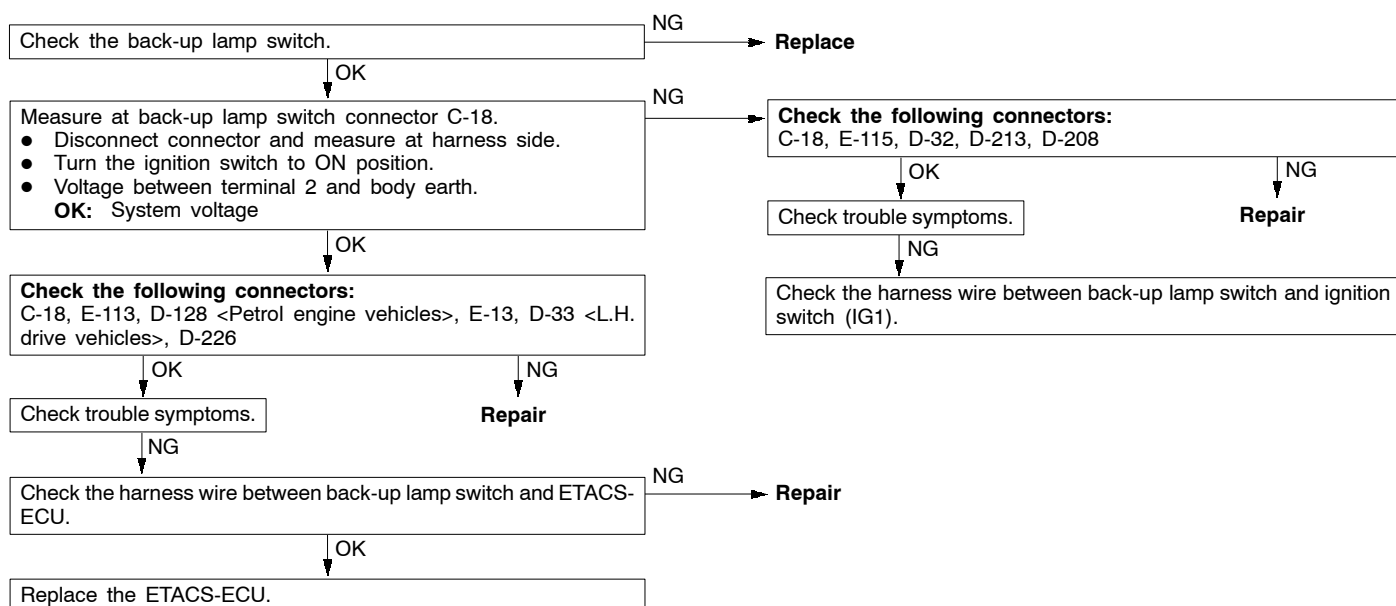 Check the back-up lamp switch.
NG
Replace
OK
Measure at back-up lamp switch connector C-18.
● Disconnect connector and measure at harness side.
● Turn the ignition switch to ON position.
● Voltage between terminal 2 and body earth.
OK: System voltage
NG
Check the following connectors:
C-18, E-115, D-32, D-213, D-208
OK
NG
Check trouble symptoms.
Repair
NG
Check the harness wire between back-up lamp switch and ignition
switch (IG1).
OK
Check the following connectors:
C-18, E-113, D-128 <Petrol engine vehicles>, E-13, D-33 <L.H.
drive vehicles>, D-226
OK
NG
Check trouble symptoms.
Repair
NG
Check the harness wire between back-up lamp switch and ETACS-
ECU.
NG
Repair
OK
Replace the ETACS-ECU.